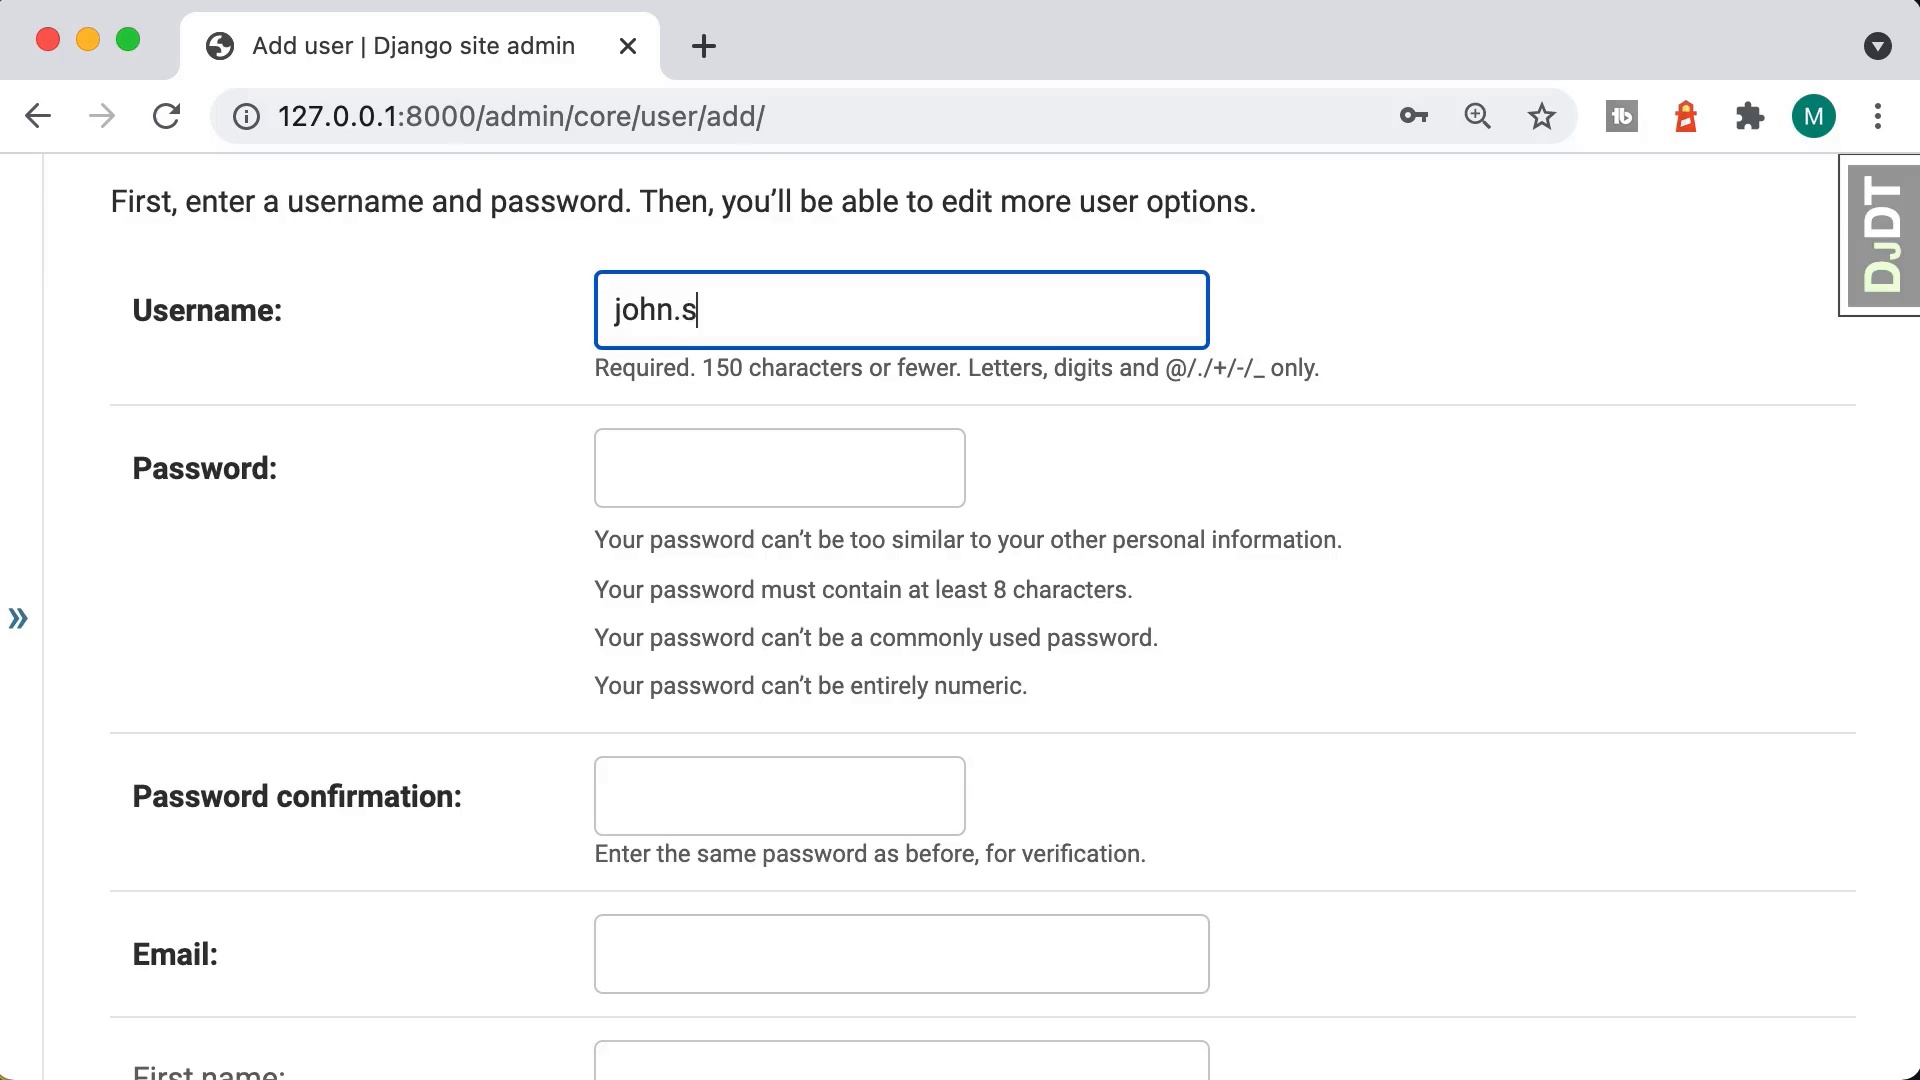 Add user | Django site admin
127.0.0.1:8000/admin/core/user/add/
tb
M
DjDT
First, enter a username and password. Then, you’ll be able to edit more user options.
Username:
john.s
Required. 150 characters or fewer. Letters, digits and @/./+/-/_ only.
Password:
Your password can’t be too similar to your other personal information.
Your password must contain at least 8 characters.
Your password can’t be a commonly used password.
Your password can’t be entirely numeric.
»
Password confirmation:
Enter the same password as before, for verification.
Email:
First name: